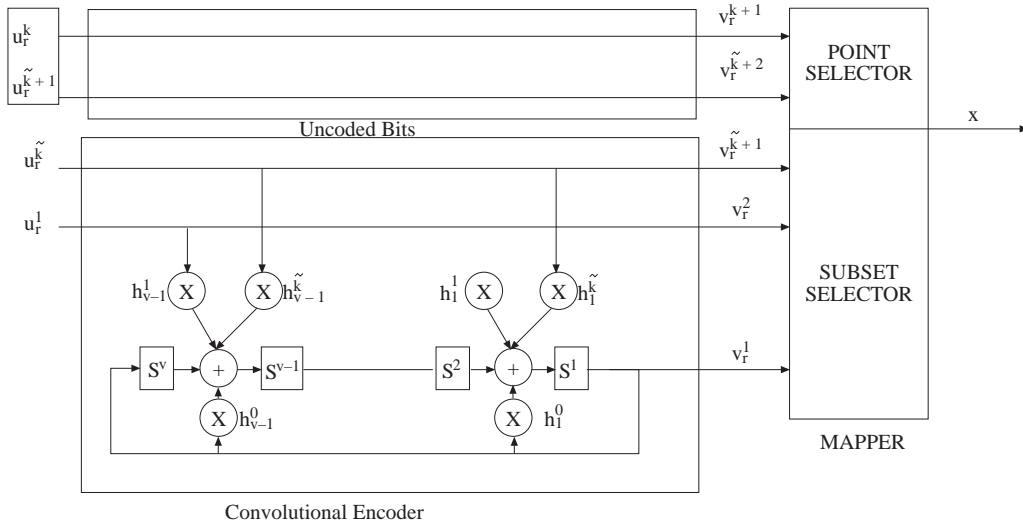 u_r^k v_r^{k+1}
POINT SELECTOR
u_r^{k̃+1} v_r^{k̃+2}
x
Uncoded Bits
u_r^{k̃} v_r^{k̃+1}
u_r^1 v_r^2
SUBSET SELECTOR
h_{v-1}^1 X X h_{v-1}^{k̃} h_1^1 X X h_1^{k̃}
v_r^1
S^v + S^{v-1} S^2 + S^1
X h_{v-1}^0 X h_1^0
MAPPER
Convolutional Encoder